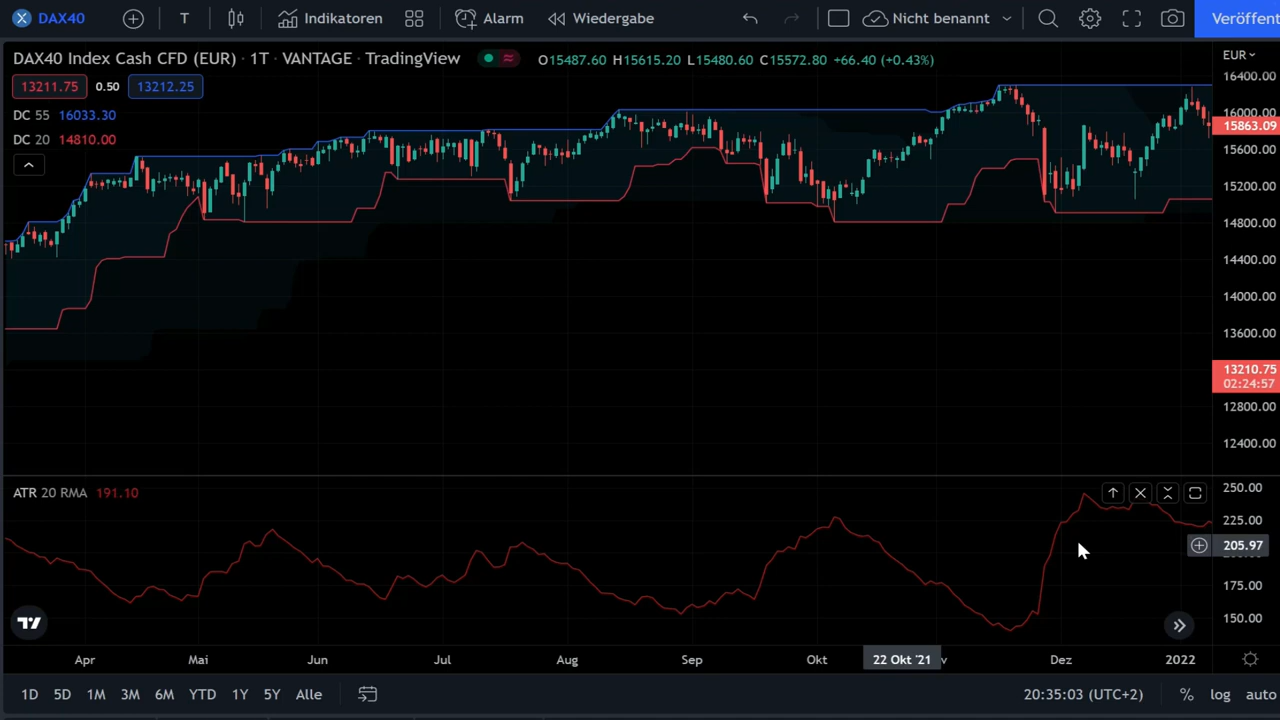 DAX40 T Indikatoren Alarm Wiedergabe Nicht benannt Veröffent
DAX40 Index Cash CFD (EUR) · 1T · VANTAGE · TradingView O15487.60 H15615.20 L15480.60 C15572.80 +66.40 (+0.43%) EUR
13211.75 0.50 13212.25
DC 55 16033.30
DC 20 14810.00
16400.00
16000.00
15863.09
15600.00
15200.00
14800.00
14400.00
14000.00
13600.00
13210.75
02:24:57
12800.00
12400.00
ATR 20 RMA 191.10
250.00
225.00
205.97
175.00
150.00
Apr Mai Jun Jul Aug Sep Okt 22 Okt '21 v Dez 2022
1D 5D 1M 3M 6M YTD 1Y 5Y Alle 20:35:03 (UTC+2) % log auto